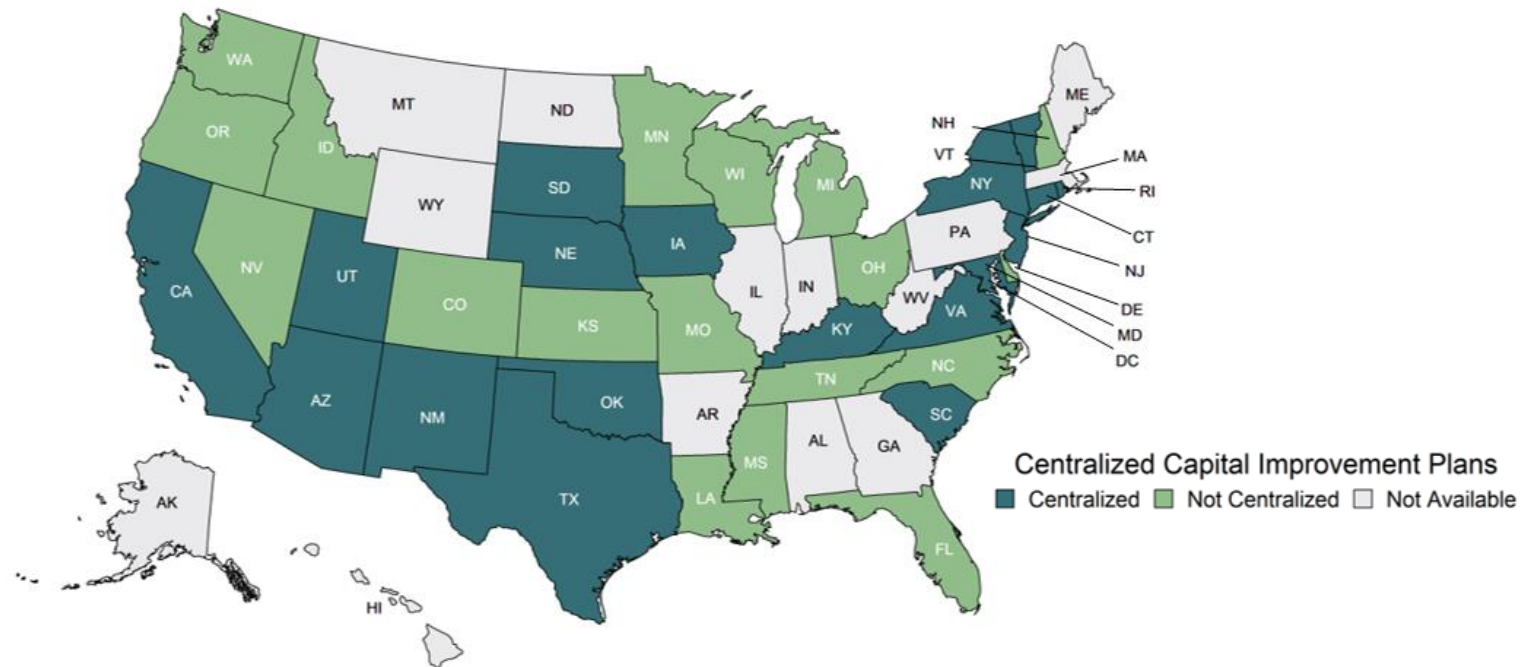 WA
MT
ND
ME
OR
ID
MN
NH
VT
MA
WI
MI
SD
WY
NY
RI
NE
IA
PA
CT
NV
UT
CO
IL
IN
OH
NJ
CA
WV
VA
DE
KS
MO
KY
MD
DC
AZ
NM
OK
AR
TN
NC
SC
MS
AL
GA
AK
TX
LA
FL
HI
Centralized Capital Improvement Plans
Centralized Not Centralized Not Available